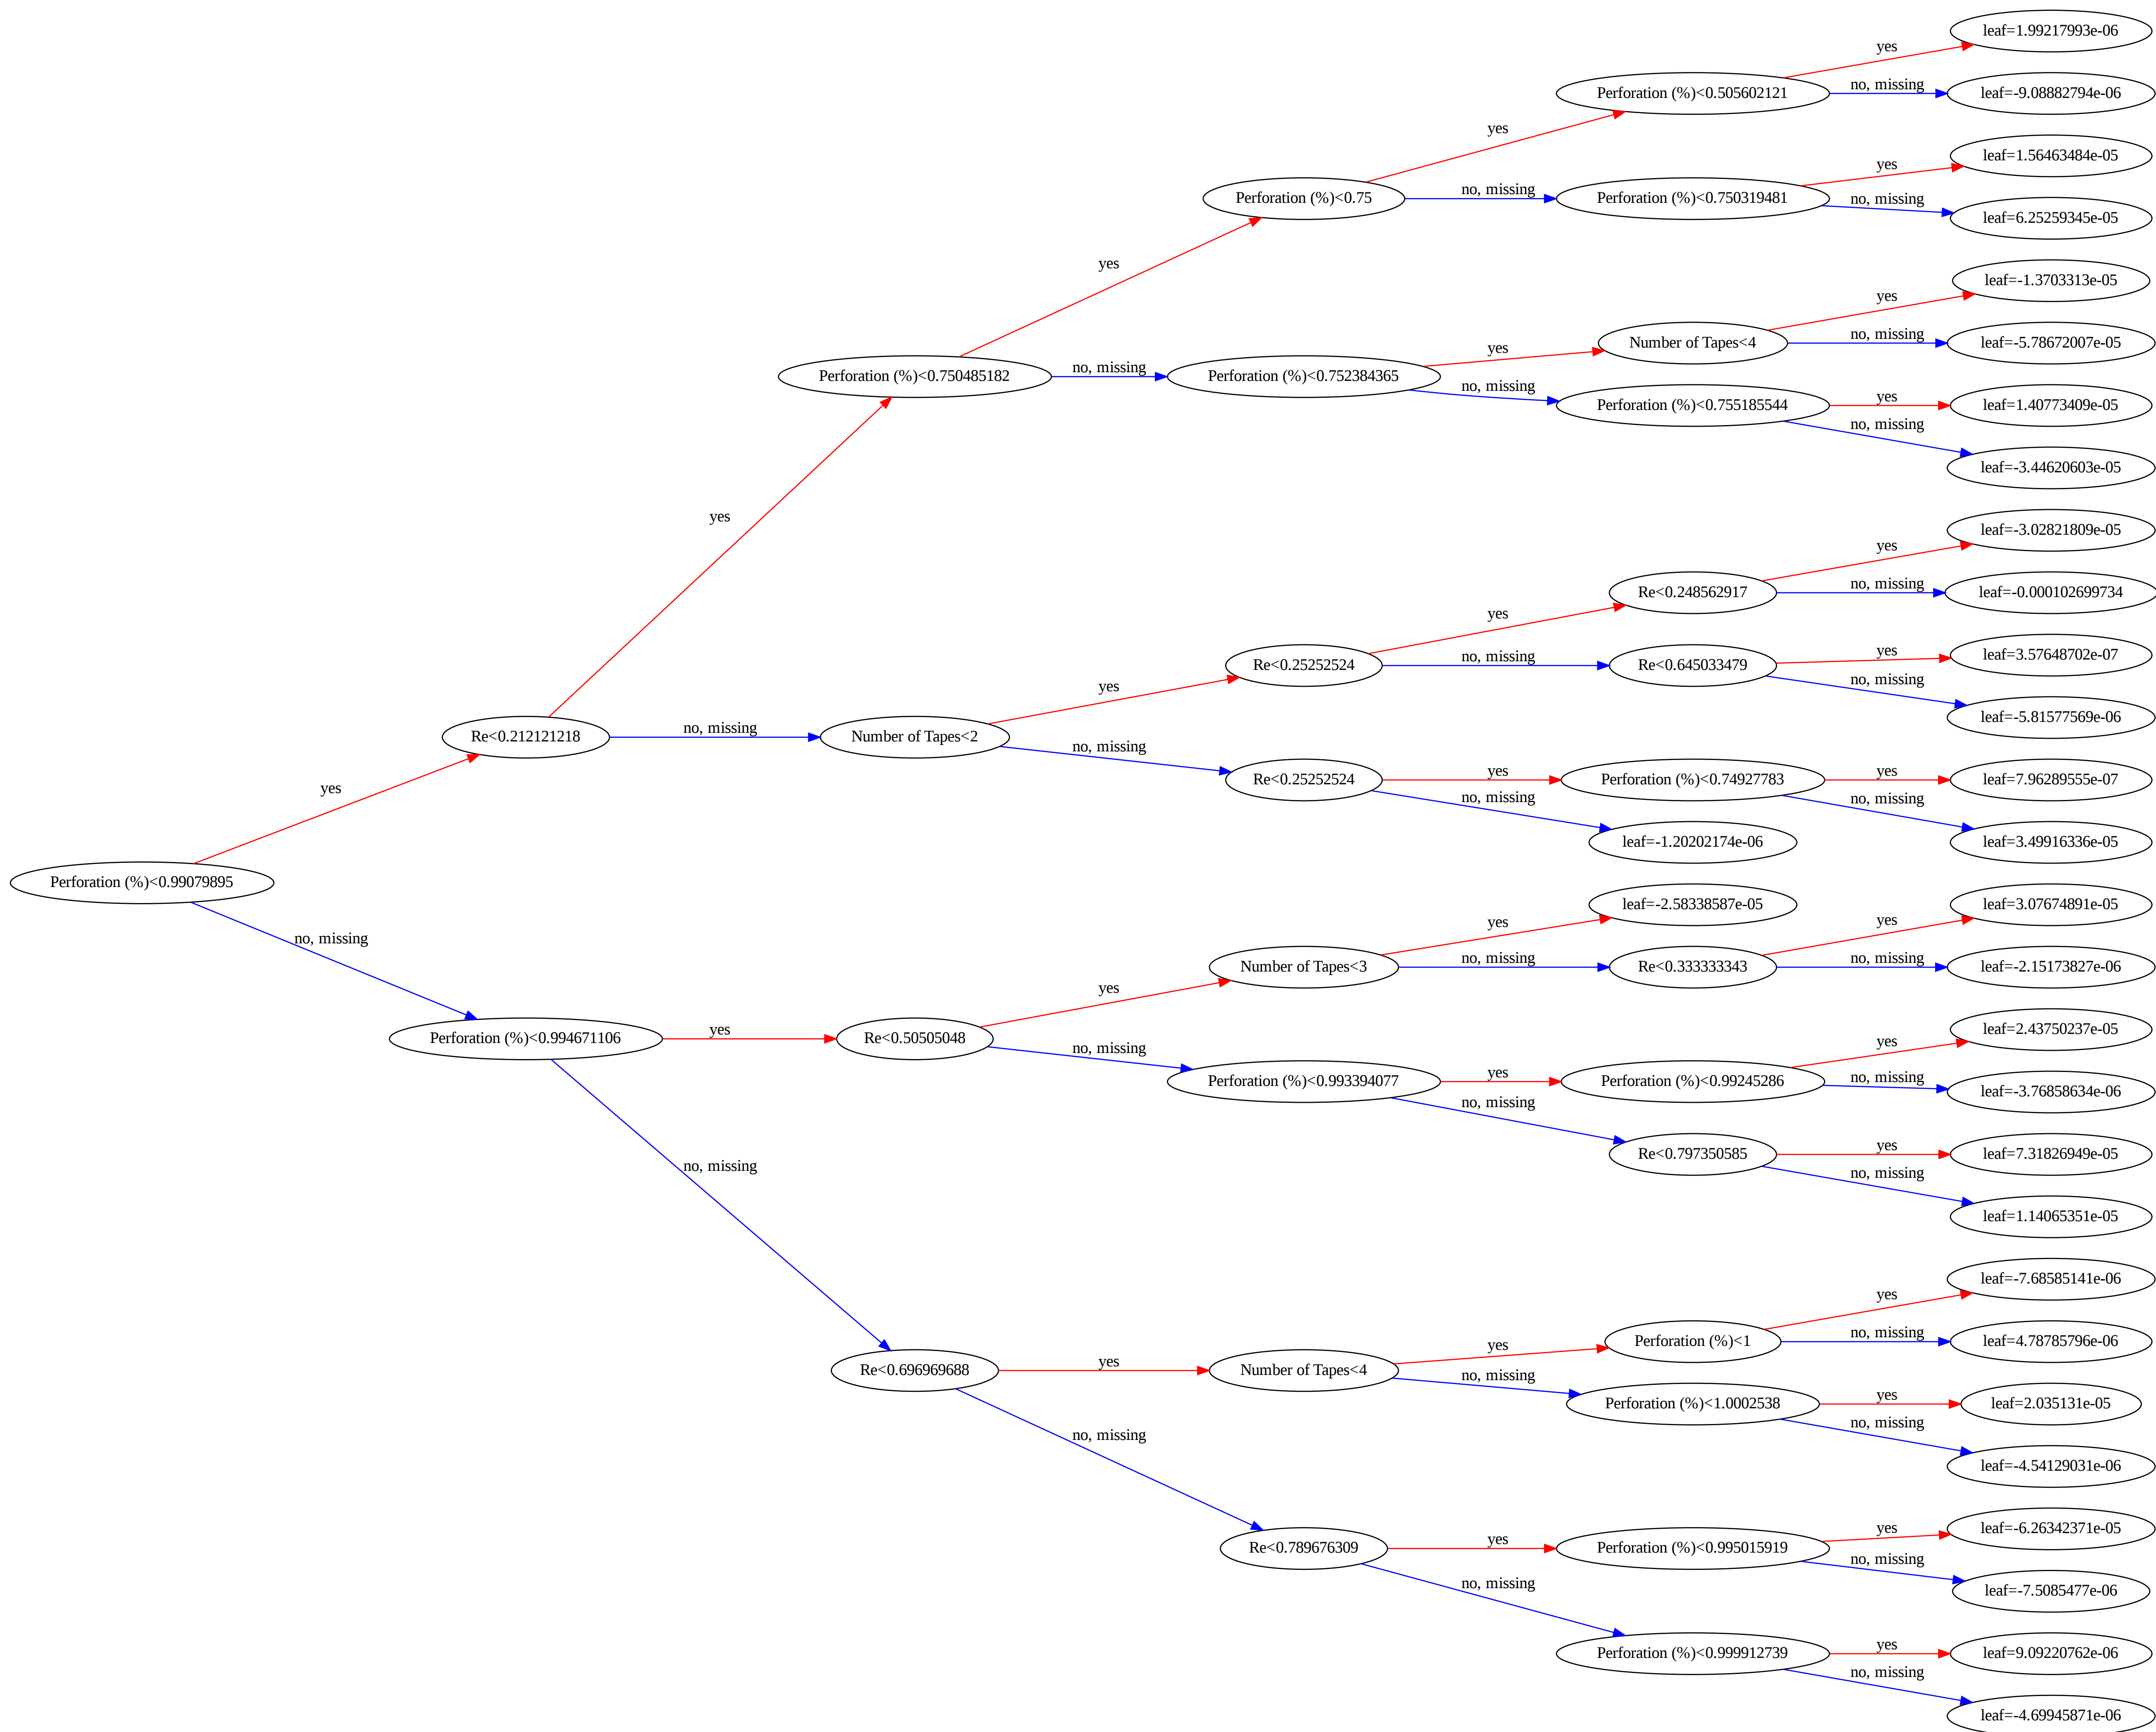 leaf=1.99217993e-06
yes
Perforation (%)<0.505602121
no, missing
leaf=-9.08882794e-06
yes
leaf=1.56463484e-05
yes
Perforation (%)<0.75
no, missing
Perforation (%)<0.750319481
no, missing
leaf=6.25259345e-05
yes
leaf=-1.3703313e-05
yes
Number of Tapes<4
no, missing
leaf=-5.78672007e-05
yes
Perforation (%)<0.750485182
no, missing
Perforation (%)<0.752384365
no, missing
Perforation (%)<0.755185544
yes
leaf=1.40773409e-05
no, missing
leaf=-3.44620603e-05
yes
leaf=-3.02821809e-05
yes
Re<0.248562917
no, missing
leaf=-0.000102699734
yes
Re<0.25252524
no, missing
Re<0.645033479
yes
leaf=3.57648702e-07
no, missing
leaf=-5.81577569e-06
yes
Re<0.212121218
no, missing
Number of Tapes<2
no, missing
Re<0.25252524
yes
Perforation (%)<0.74927783
yes
leaf=7.96289555e-07
no, missing
leaf=3.49916336e-05
no, missing
leaf=-1.20202174e-06
yes
Perforation (%)<0.99079895
no, missing
leaf=-2.58338587e-05
yes
leaf=3.07674891e-05
yes
Number of Tapes<3
no, missing
Re<0.333333343
no, missing
leaf=-2.15173827e-06
yes
Perforation (%)<0.994671106
yes
Re<0.50505048
no, missing
leaf=2.43750237e-05
yes
Perforation (%)<0.993394077
yes
Perforation (%)<0.99245286
no, missing
leaf=-3.76858634e-06
no, missing
Re<0.797350585
yes
leaf=7.31826949e-05
no, missing
leaf=1.14065351e-05
no, missing
leaf=-7.68585141e-06
yes
Perforation (%)<1
no, missing
leaf=4.78785796e-06
yes
Re<0.696969688
yes
Number of Tapes<4
no, missing
Perforation (%)<1.0002538
yes
leaf=2.035131e-05
no, missing
leaf=-4.54129031e-06
no, missing
Re<0.789676309
yes
Perforation (%)<0.995015919
yes
leaf=-6.26342371e-05
no, missing
leaf=-7.5085477e-06
no, missing
Perforation (%)<0.999912739
yes
leaf=9.09220762e-06
no, missing
leaf=-4.69945871e-06